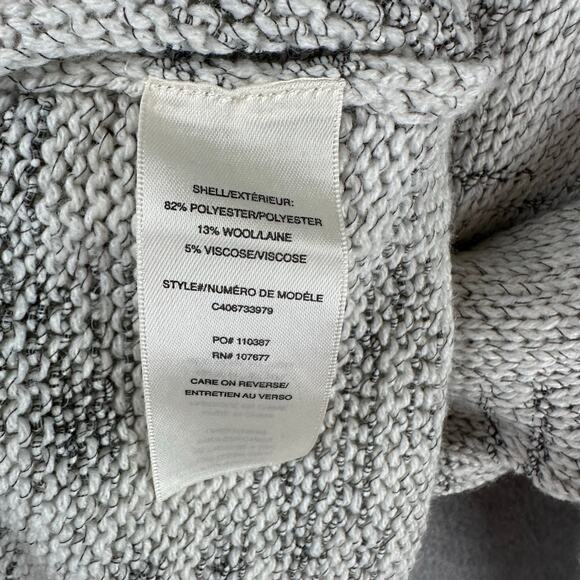 SHELL/EXTÉRIEUR:
82% POLYESTER/POLYESTER
13% WOOL/LAINE
5% VISCOSE/VISCOSE
STYLE#/NUMÉRO DE MODÈLE
C406733979
PO# 110387
RN# 107677
CARE ON REVERSE/
ENTRETIEN AU VERSO